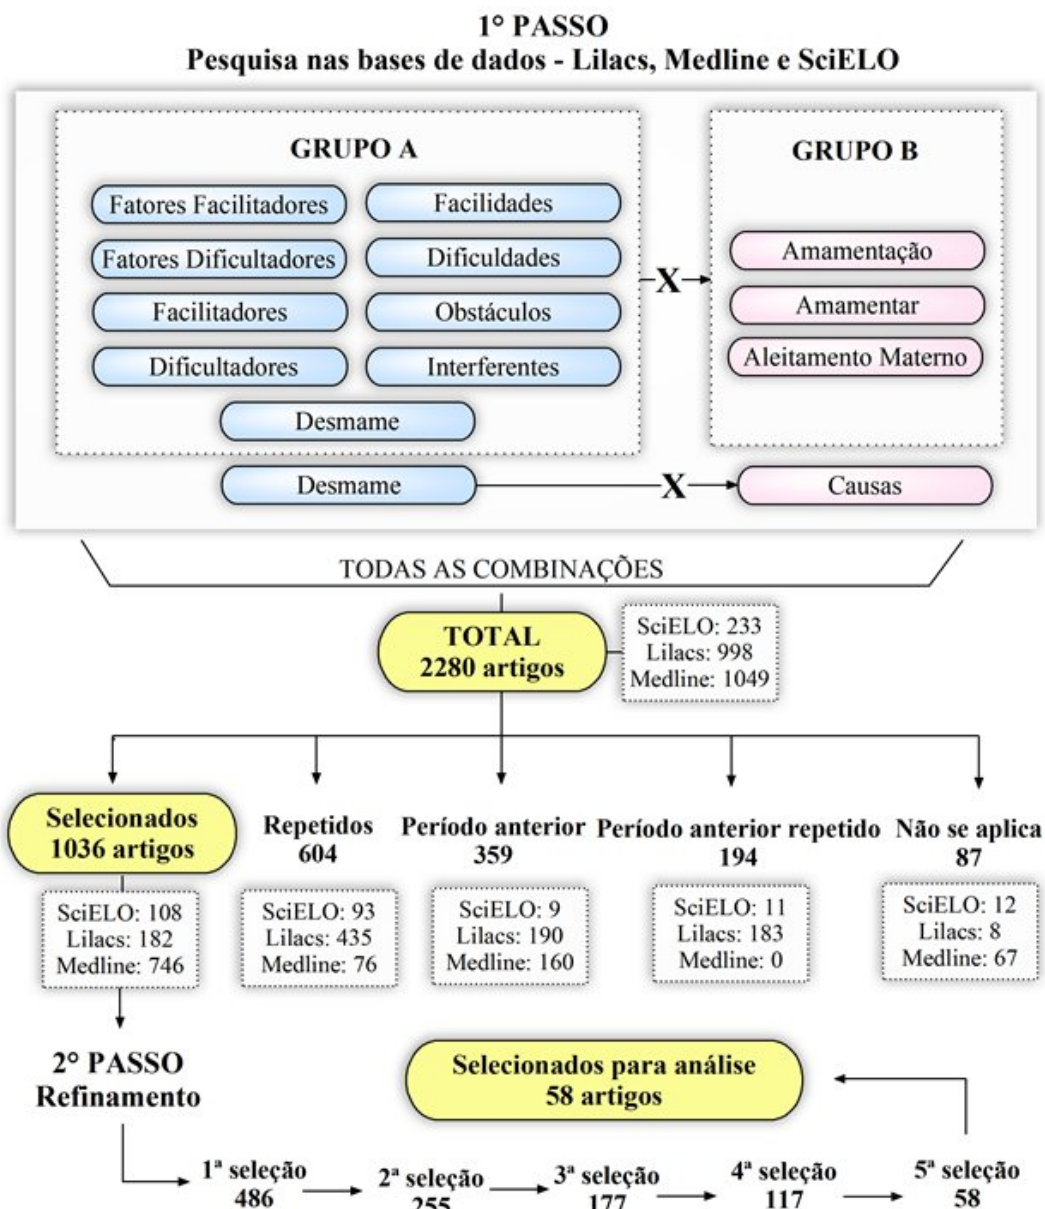 1° PASSO
Pesquisa nas bases de dados - Lilacs, Medline e SciELO
GRUPO A
Fatores Facilitadores
Facilidades
Fatores Dificultadores
Dificuldades
Facilitadores
Obstáculos
Dificultadores
Interferentes
Desmame
X
GRUPO B
Amamentação
Amamentar
Aleitamento Materno
Desmame
X
Causas
TODAS AS COMBINAÇÕES
TOTAL
2280 artigos
SciELO: 233
Lilacs: 998
Medline: 1049
Selecionados
1036 artigos
SciELO: 108
Lilacs: 182
Medline: 746
Repetidos
604
SciELO: 93
Lilacs: 435
Medline: 76
Período anterior
359
SciELO: 9
Lilacs: 190
Medline: 160
Período anterior repetido
194
SciELO: 11
Lilacs: 183
Medline: 0
Não se aplica
87
SciELO: 12
Lilacs: 8
Medline: 67
2° PASSO
Refinamento
Selecionados para análise
58 artigos
1ª seleção
486
2ª seleção
255
3ª seleção
177
4ª seleção
117
5ª seleção
58